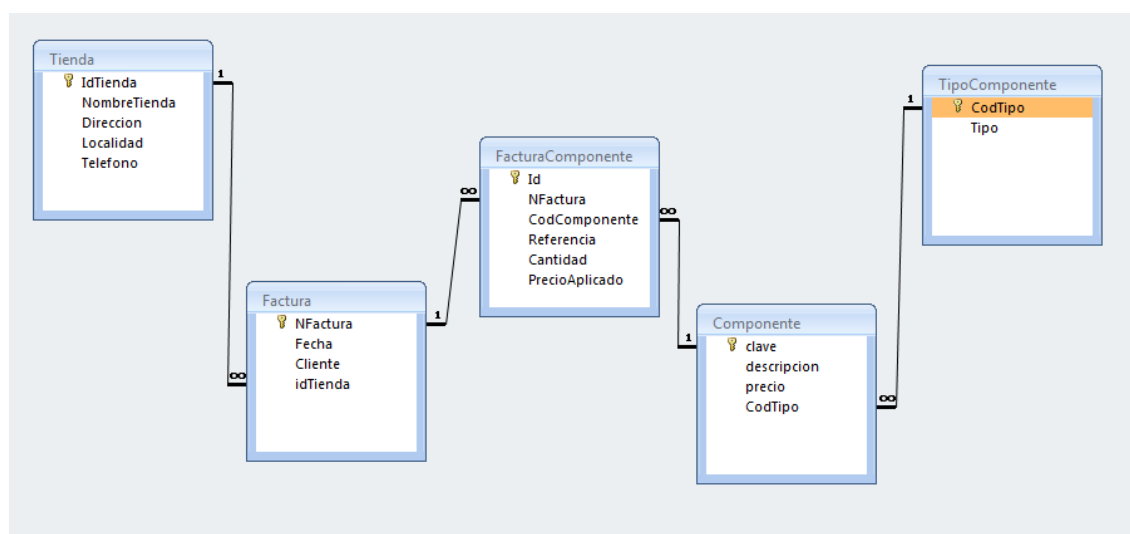 Tienda
IdTienda
NombreTienda
Direccion
Localidad
Telefono
1
∞
Factura
NFactura
Fecha
Cliente
idTienda
1
∞
FacturaComponente
Id
NFactura
CodComponente
Referencia
Cantidad
PrecioAplicado
∞
1
Componente
clave
descripcion
precio
CodTipo
∞
1
TipoComponente
CodTipo
Tipo